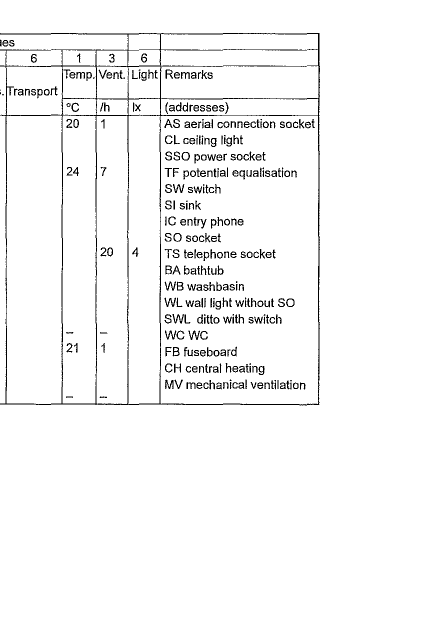 ues
6 1 3 6
Temp. Vent. Light Remarks
s. Transport
°C /h lx (addresses)
20 1 AS aerial connection socket
CL ceiling light
SSO power socket
24 7 TF potential equalisation
SW switch
SI sink
IC entry phone
SO socket
20 4 TS telephone socket
BA bathtub
WB washbasin
WL wall light without SO
SWL ditto with switch
– – WC WC
21 1 FB fuseboard
CH central heating
MV mechanical ventilation
– –